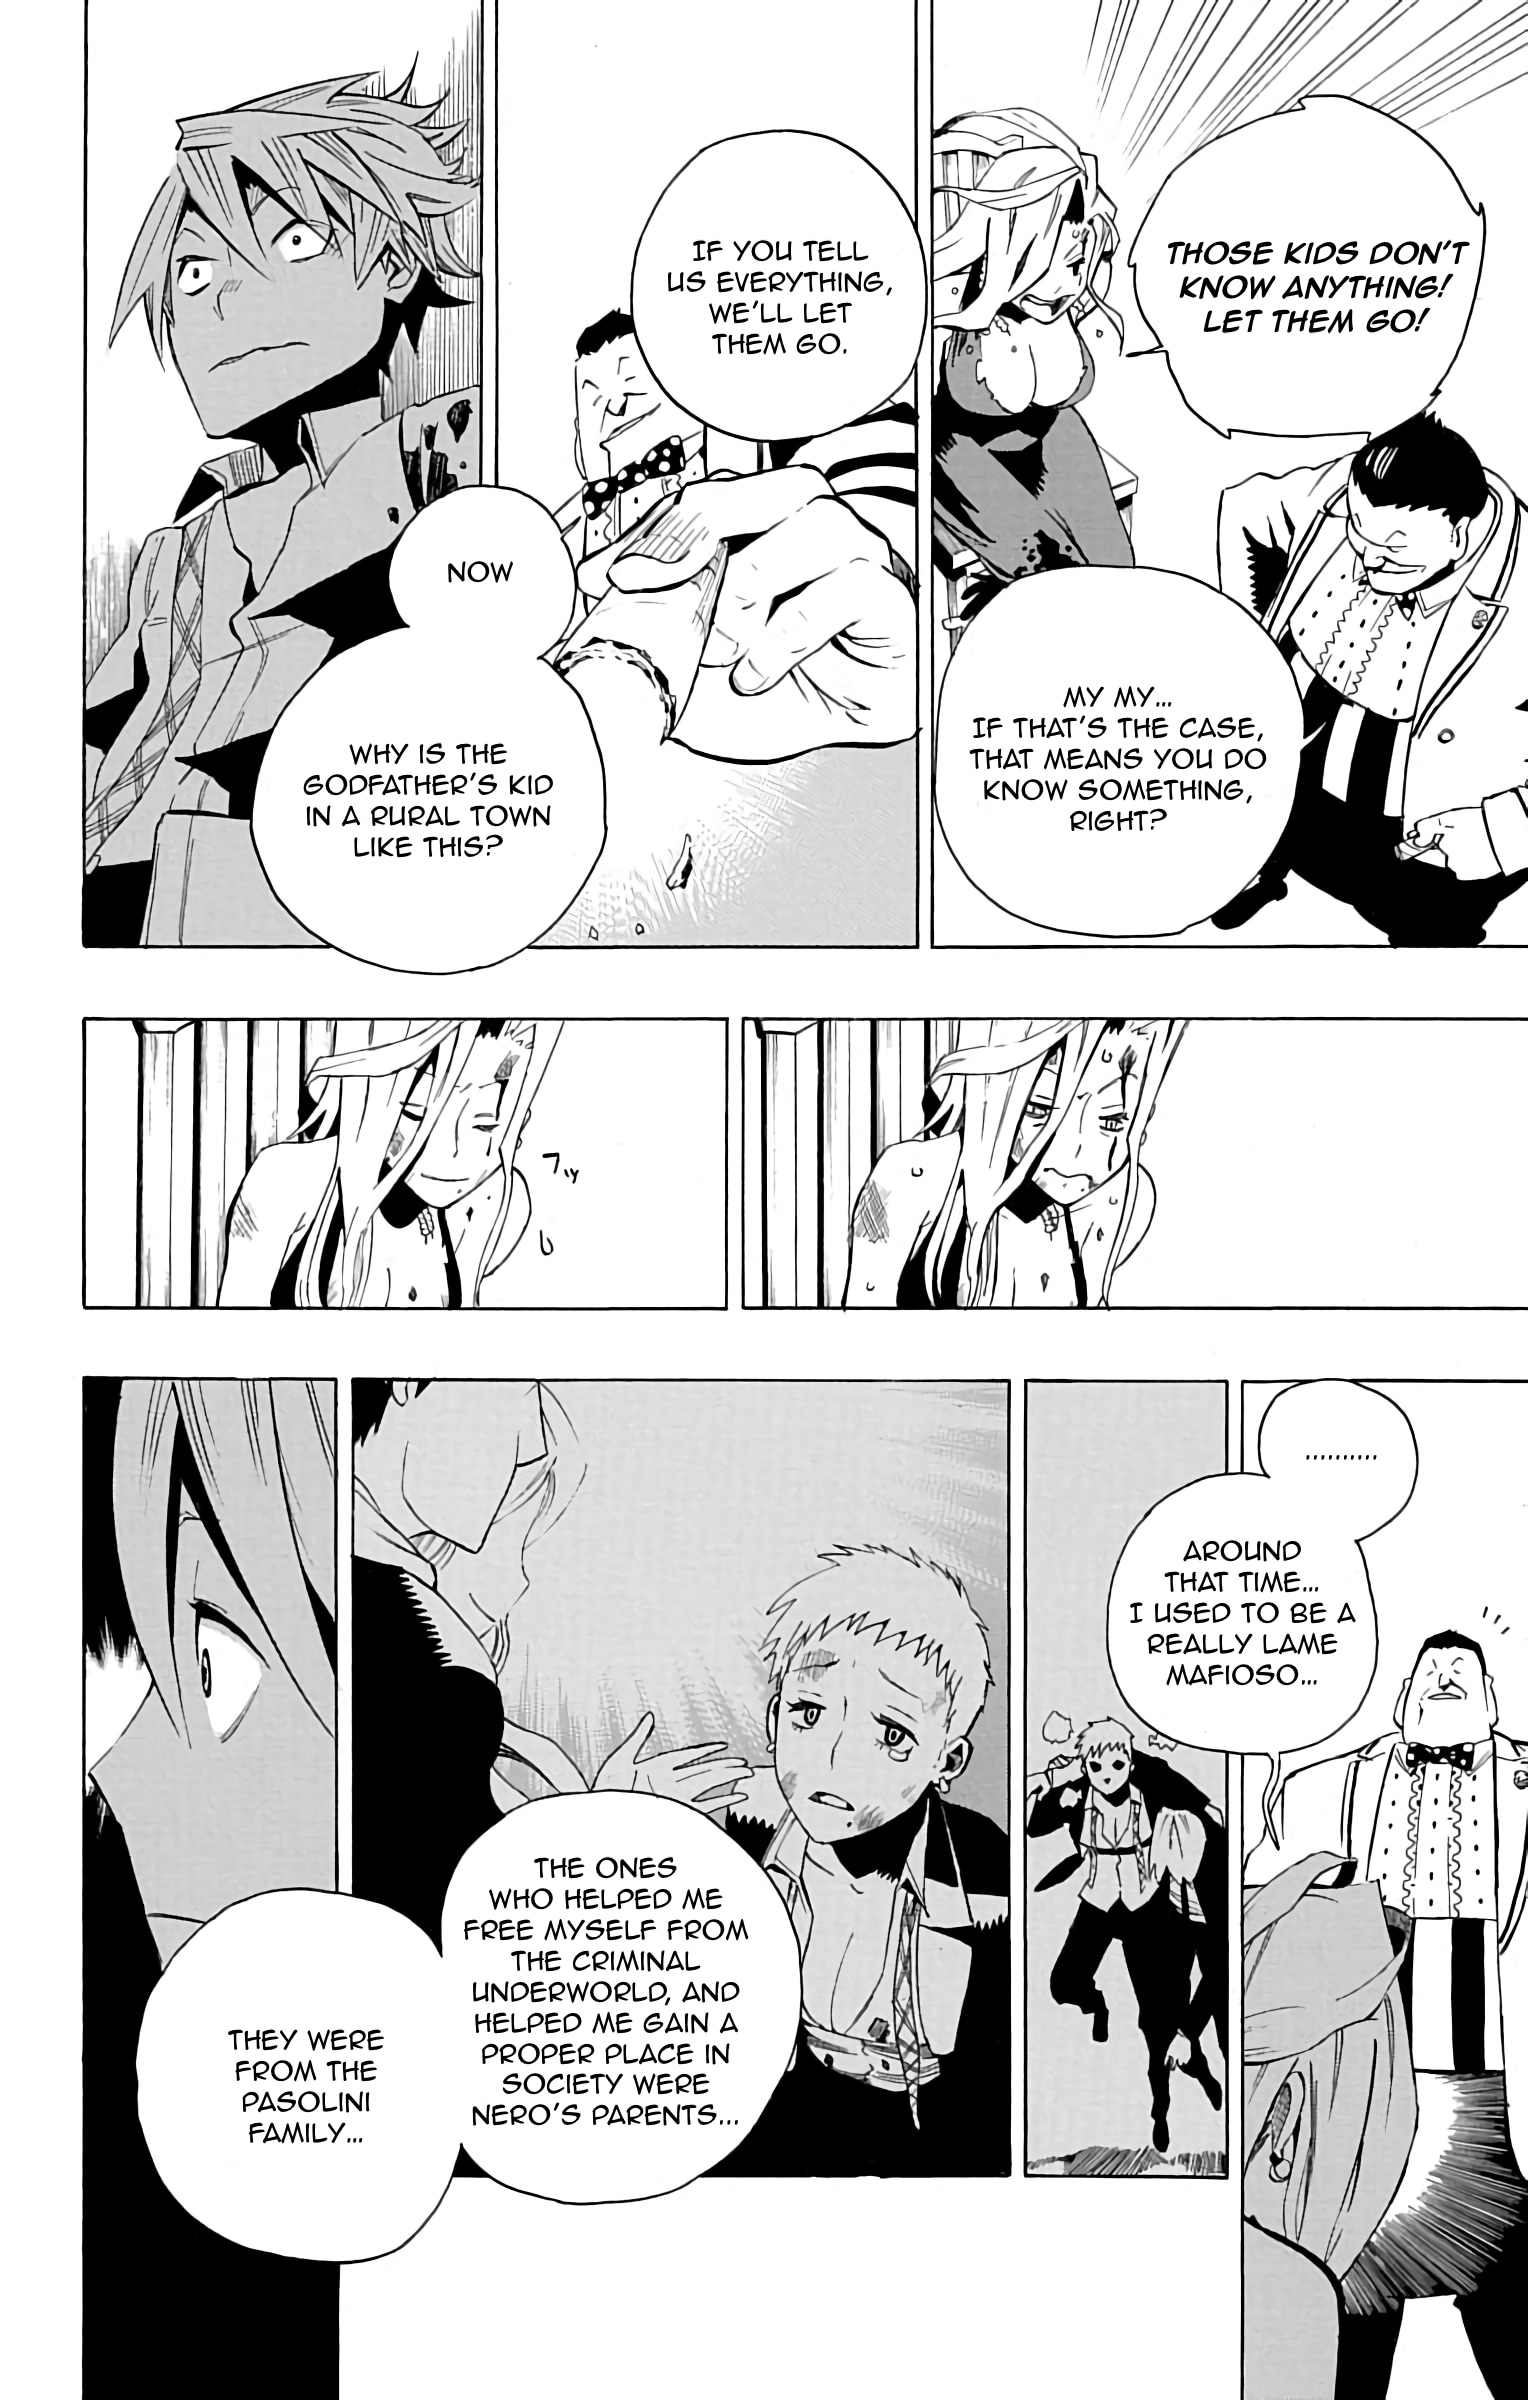 THOSE KIDS DON'T
KNOW ANYTHING!
LET THEM GO!
MY MY...
IF THAT'S THE CASE,
THAT MEANS YOU DO
KNOW SOMETHING,
RIGHT?
IF YOU TELL
US EVERYTHING,
WE'LL LET
THEM GO.
NOW
WHY IS THE
GODFATHER'S KID
IN A RURAL TOWN
LIKE THIS?
フッ
..........
AROUND
THAT TIME...
I USED TO BE A
REALLY LAME
MAFIOSO...
THE ONES
WHO HELPED ME
FREE MYSELF FROM
THE CRIMINAL
UNDERWORLD, AND
HELPED ME GAIN A
PROPER PLACE IN
SOCIETY WERE
NERO'S PARENTS...
THEY WERE
FROM THE
PASOLINI
FAMILY...